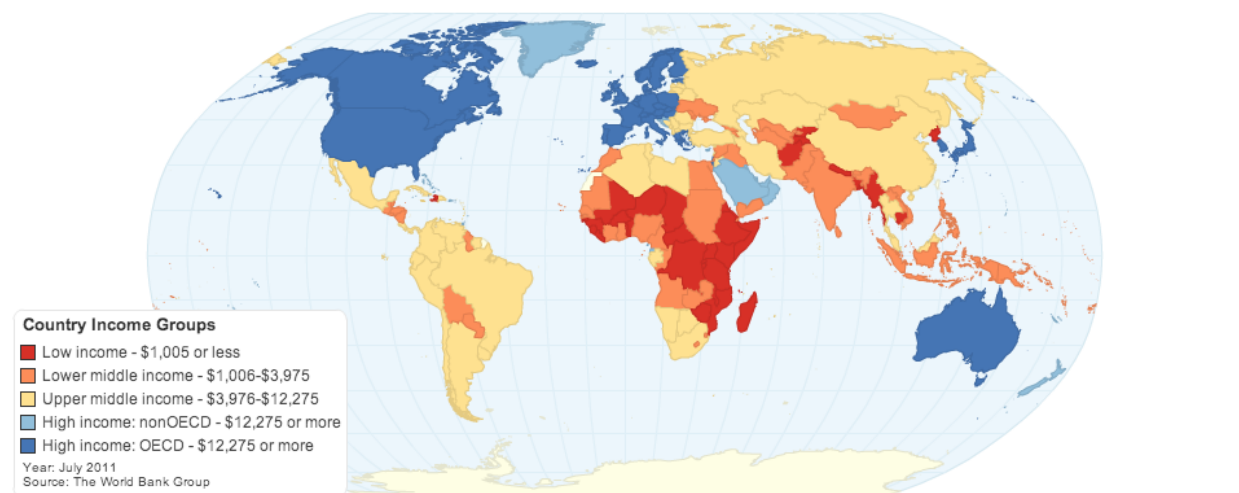 Country Income Groups
Low income - $1,005 or less
Lower middle income - $1,006-$3,975
Upper middle income - $3,976-$12,275
High income: nonOECD - $12,275 or more
High income: OECD - $12,275 or more
Year: July 2011
Source: The World Bank Group